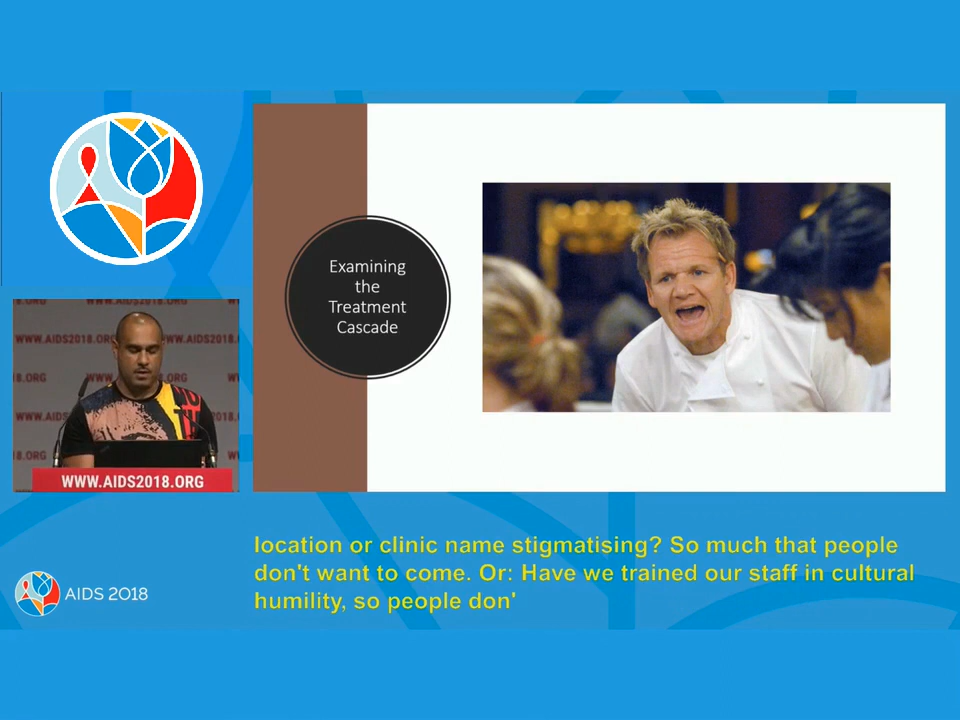 Examining
the
Treatment
Cascade
WWW.AIDS2018.ORG
location or clinic name stigmatising? So much that people
don't want to come. Or: Have we trained our staff in cultural
humility, so people don'
AIDS 2018